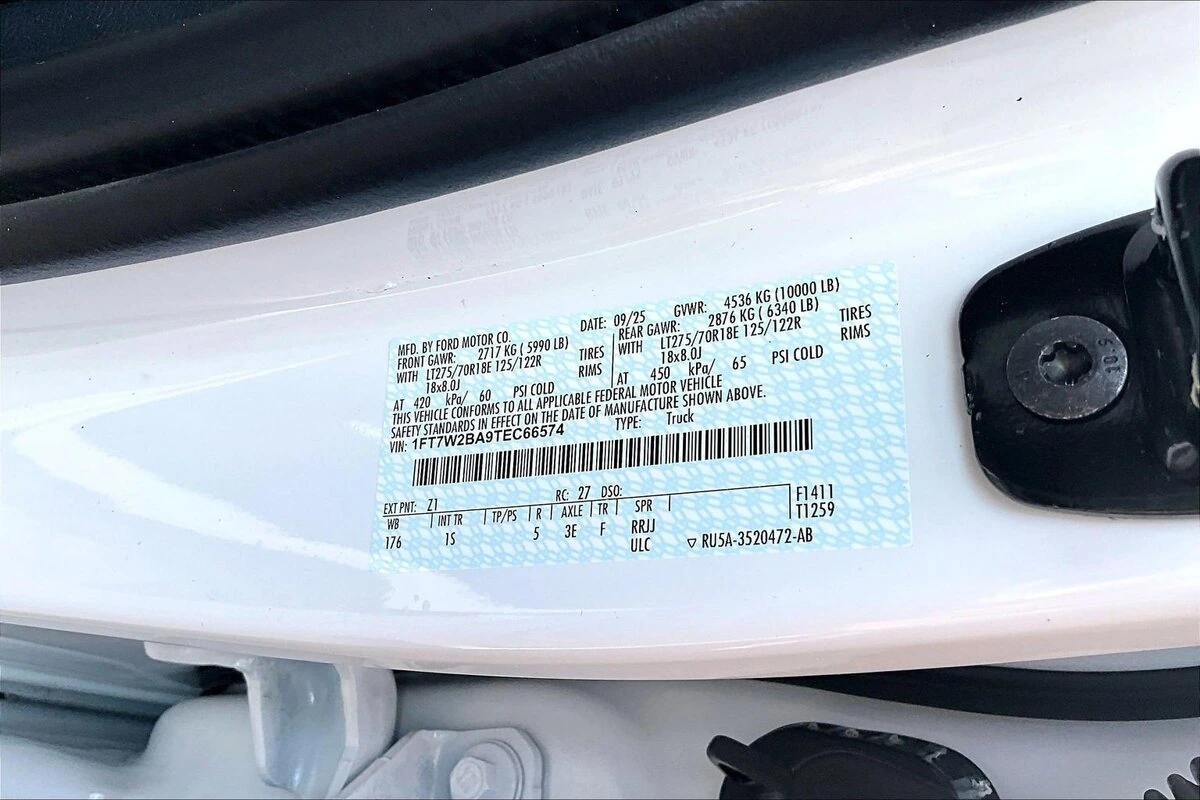 MFD. BY FORD MOTOR CO.
DATE: 09/25 GVWR: 4536 KG (10000 LB)
FRONT GAWR: 2717 KG ( 5990 LB)
WITH LT275/70R18E 125/122R TIRES
18x8.0J RIMS
AT 420 kPa/ 60 PSI COLD
REAR GAWR: 2876 KG ( 6340 LB)
WITH LT275/70R18E 125/122R TIRES
18x8.0J RIMS
AT 450 kPa/ 65 PSI COLD
THIS VEHICLE CONFORMS TO ALL APPLICABLE FEDERAL MOTOR VEHICLE
SAFETY STANDARDS IN EFFECT ON THE DATE OF MANUFACTURE SHOWN ABOVE.
VIN: 1FT7W2BA9TEC66574 TYPE: Truck
EXT PNT: Z1 RC: 27 DSO:
WB INT TR TP/PS R AXLE TR SPR
176 1S 5 3E F RRJJ
ULC
F1411
T1259
RU5A-3520472-AB
10.5